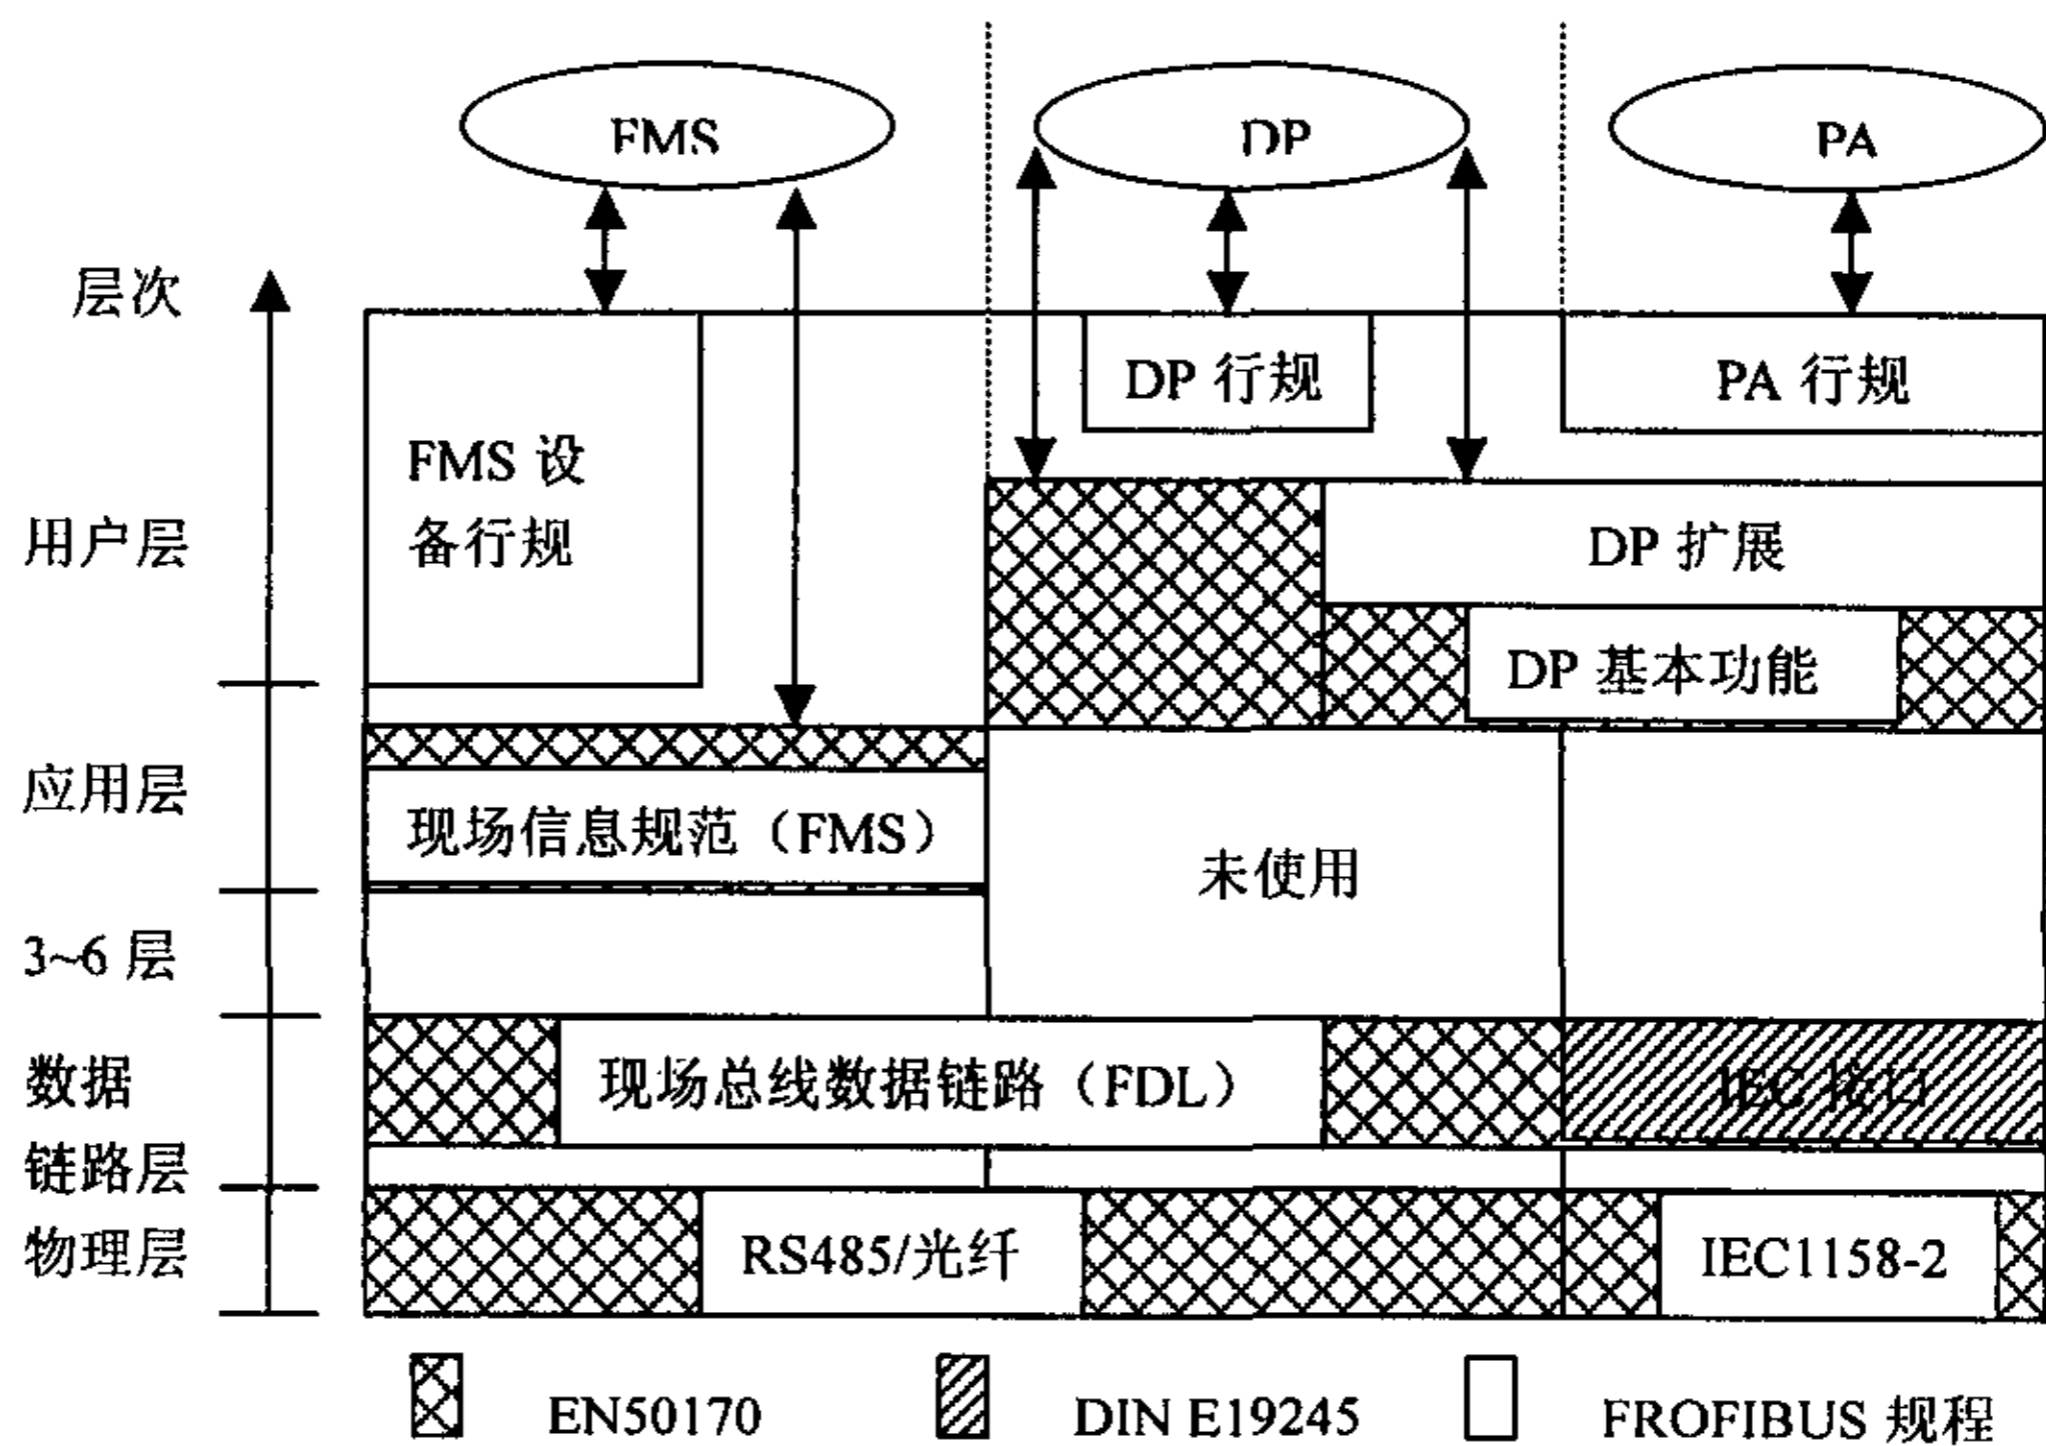 FMS
DP
PA
层次
DP 行规
PA 行规
FMS 设
备行规
用户层
DP 扩展
DP 基本功能
应用层
现场信息规范（FMS）
未使用
3~6 层
数据
链路层
现场总线数据链路（FDL）
IEC 接口
物理层
RS485/光纤
IEC1158-2
EN50170
DIN E19245
FROFIBUS 规程